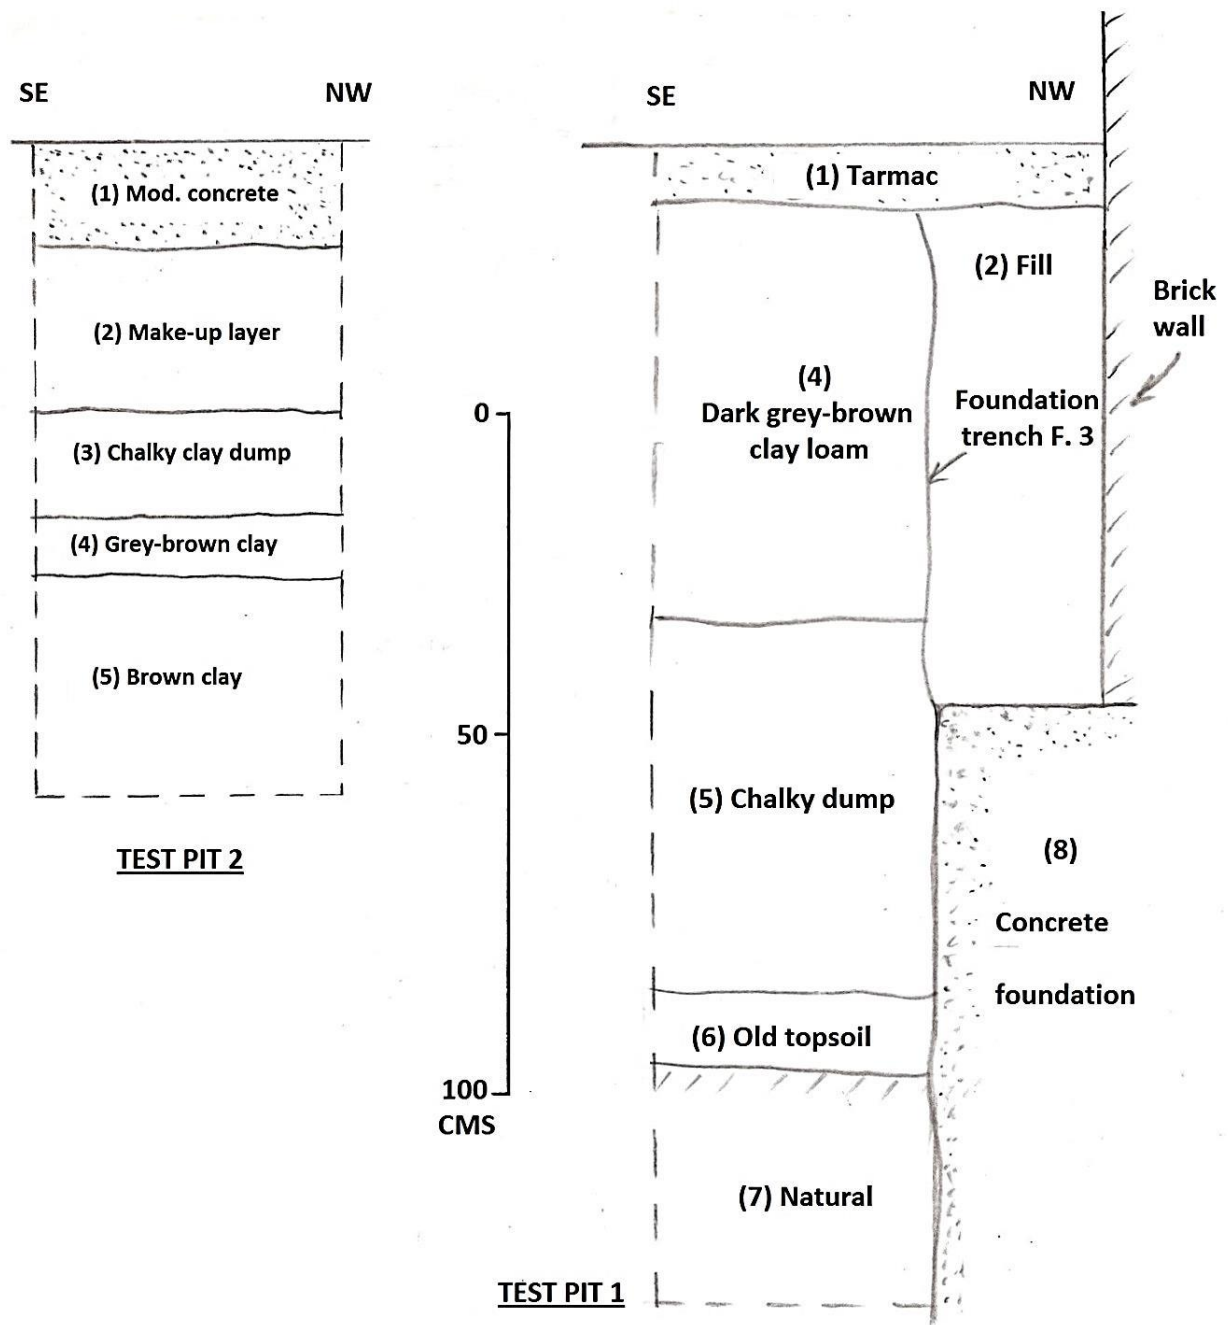 SE
NW
(1) Mod. concrete
(2) Make-up layer
(3) Chalky clay dump
(4) Grey-brown clay
(5) Brown clay
TEST PIT 2
0
50
100
CMS
SE
NW
(1) Tarmac
(2) Fill
Brick
wall
(4)
Dark grey-brown
clay loam
Foundation
trench F. 3
(5) Chalky dump
(8)
Concrete
foundation
(6) Old topsoil
(7) Natural
TEST PIT 1